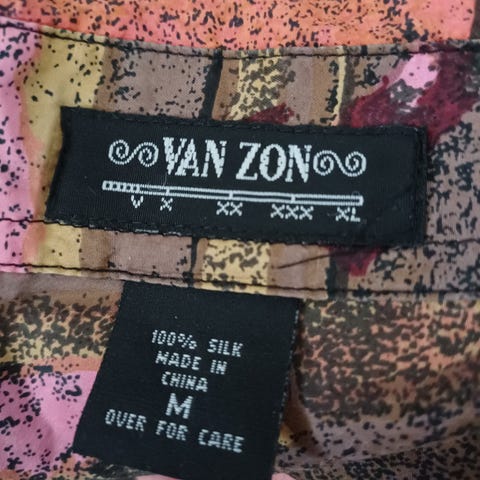 VAN ZON
V X XX XXX XL
100% SILK
MADE IN
CHINA
M
OVER FOR CARE